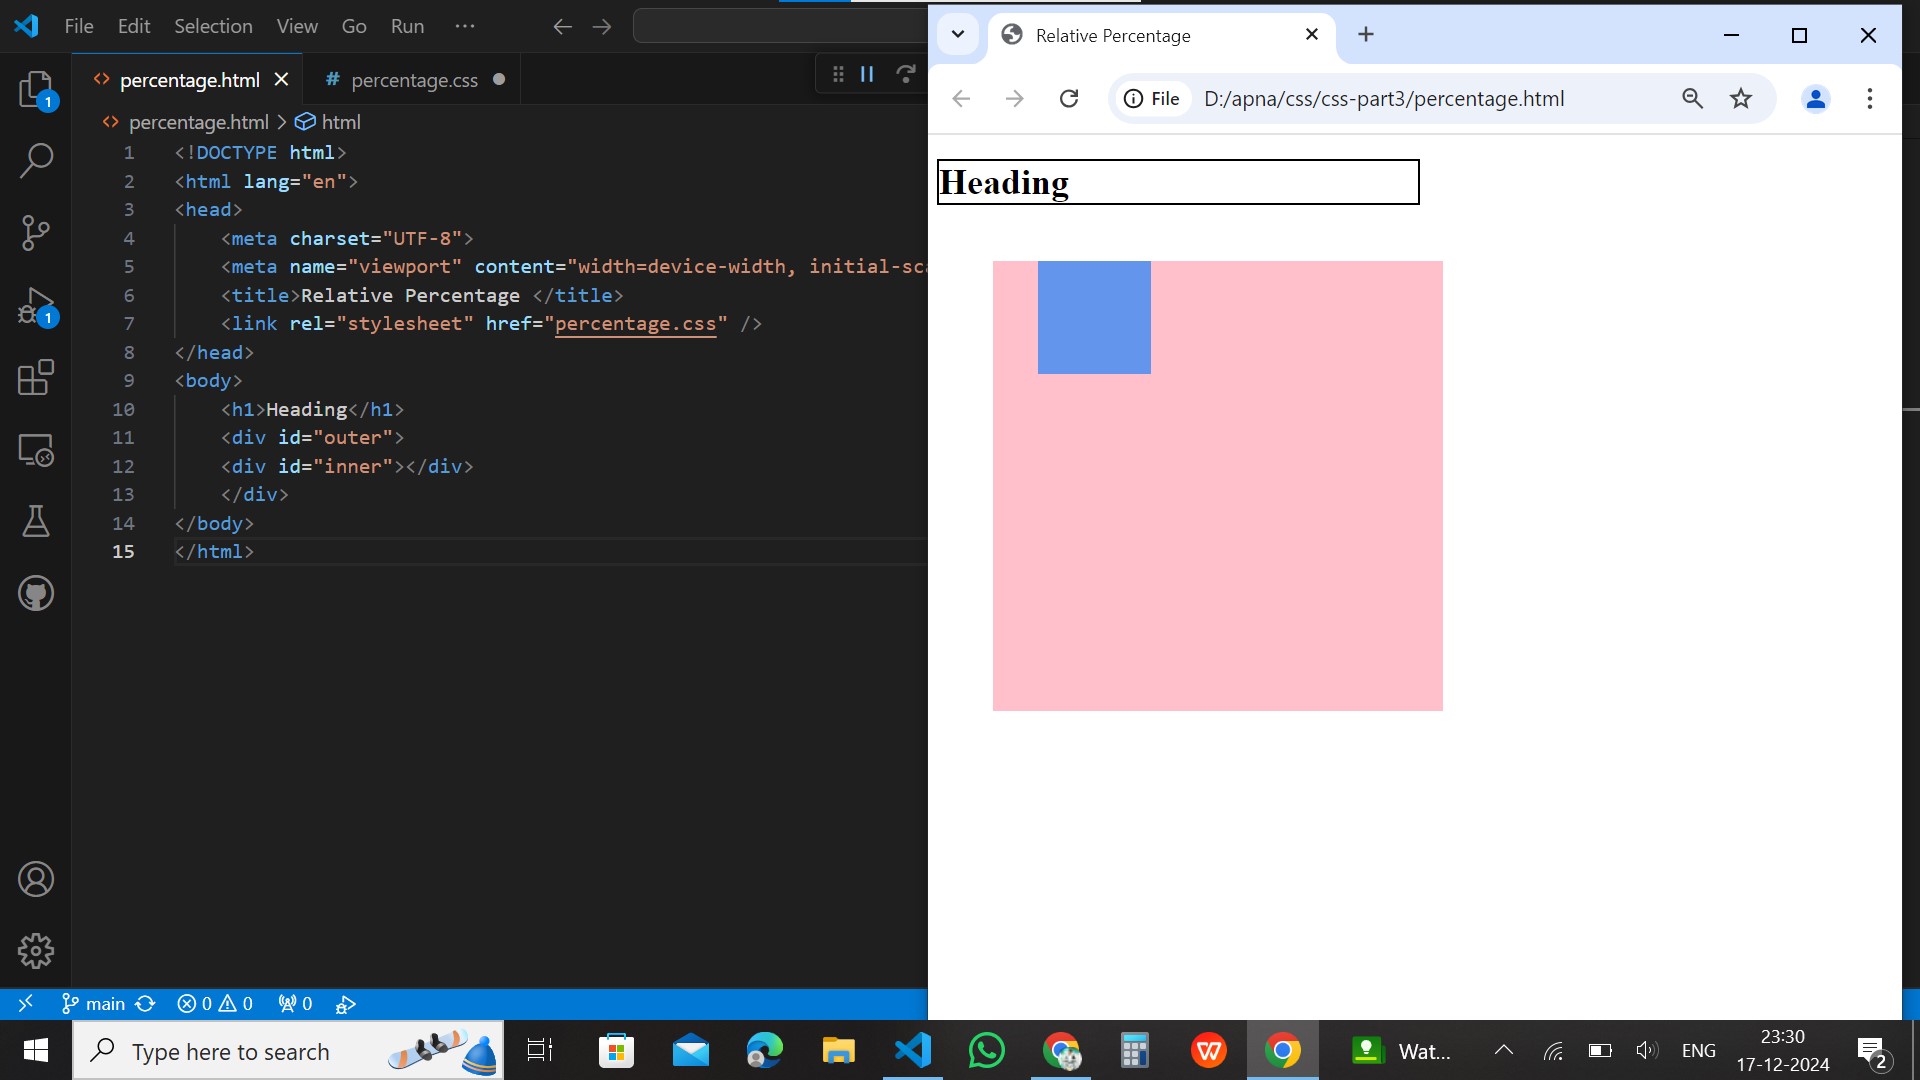 File Edit Selection View Go Run ···
percentage.html
# percentage.css
percentage.html > html
1 <!DOCTYPE html>
2 <html lang="en">
3 <head>
4 <meta charset="UTF-8">
5 <meta name="viewport" content="width=device-width, initial-sca
6 <title>Relative Percentage </title>
7 <link rel="stylesheet" href="percentage.css" />
8 </head>
9 <body>
10 <h1>Heading</h1>
11 <div id="outer">
12 <div id="inner"></div>
13 </div>
14 </body>
15 </html>
1
1
main 0 0 0
Relative Percentage
File D:/apna/css/css-part3/percentage.html
Heading
Type here to search
W
Wat...
ENG
23:30
17-12-2024
2